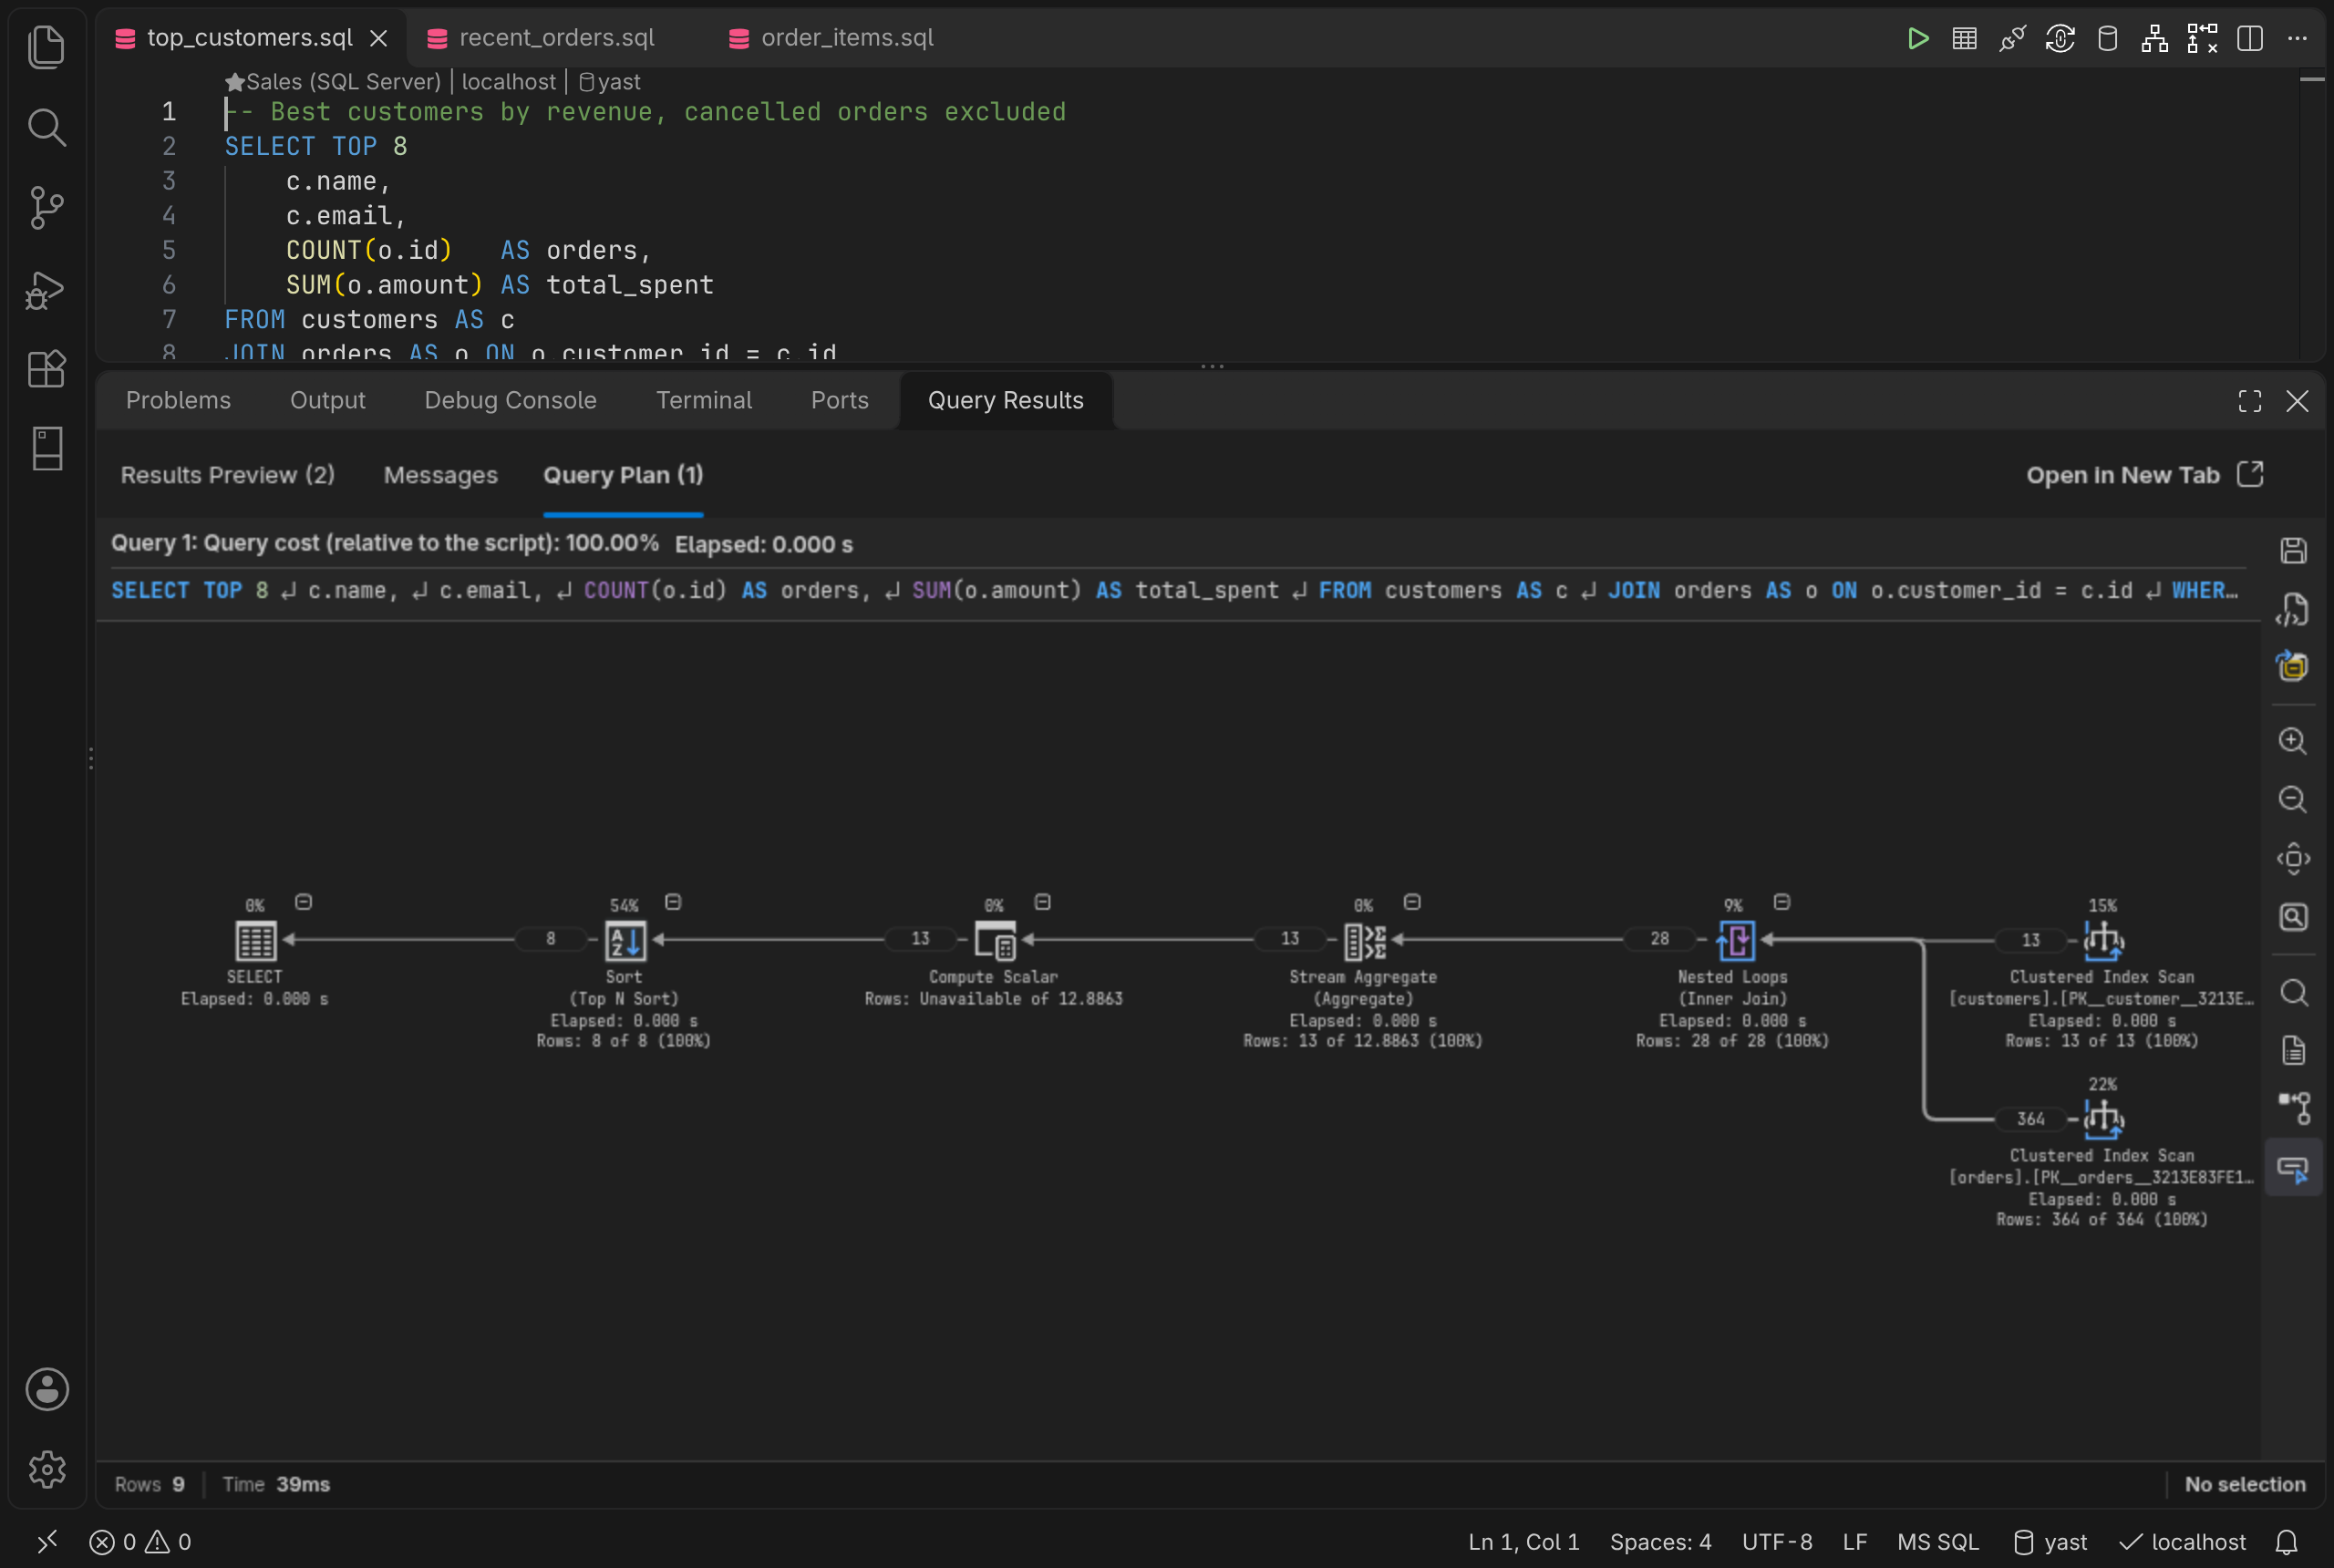 top_customers.sql
recent_orders.sql
order_items.sql
Sales (SQL Server) | localhost | yast
1 -- Best customers by revenue, cancelled orders excluded
2 SELECT TOP 8
3 c.name,
4 c.email,
5 COUNT(o.id) AS orders,
6 SUM(o.amount) AS total_spent
7 FROM customers AS c
8 JOIN orders AS o ON o.customer_id = c.id
Problems Output Debug Console Terminal Ports Query Results
Results Preview (2) Messages Query Plan (1) Open in New Tab
Query 1: Query cost (relative to the script): 100.00% Elapsed: 0.000 s
SELECT TOP 8 ↵ c.name, ↵ c.email, ↵ COUNT(o.id) AS orders, ↵ SUM(o.amount) AS total_spent ↵ FROM customers AS c ↵ JOIN orders AS o ON o.customer_id = c.id ↵ WHER…
0%
8
SELECT
Elapsed: 0.000 s
54%
13
Sort
(Top N Sort)
Elapsed: 0.000 s
Rows: 8 of 8 (100%)
0%
13
Compute Scalar
Rows: Unavailable of 12.8863
0%
28
Stream Aggregate
(Aggregate)
Elapsed: 0.000 s
Rows: 13 of 12.8863 (100%)
9%
Nested Loops
(Inner Join)
Elapsed: 0.000 s
Rows: 28 of 28 (100%)
15%
13
Clustered Index Scan
[customers].[PK__customer__3213E…
Elapsed: 0.000 s
Rows: 13 of 13 (100%)
22%
364
Clustered Index Scan
[orders].[PK__orders__3213E83FE1…
Elapsed: 0.000 s
Rows: 364 of 364 (100%)
Rows 9 | Time 39ms
No selection
0 0
Ln 1, Col 1 Spaces: 4 UTF-8 LF MS SQL yast localhost